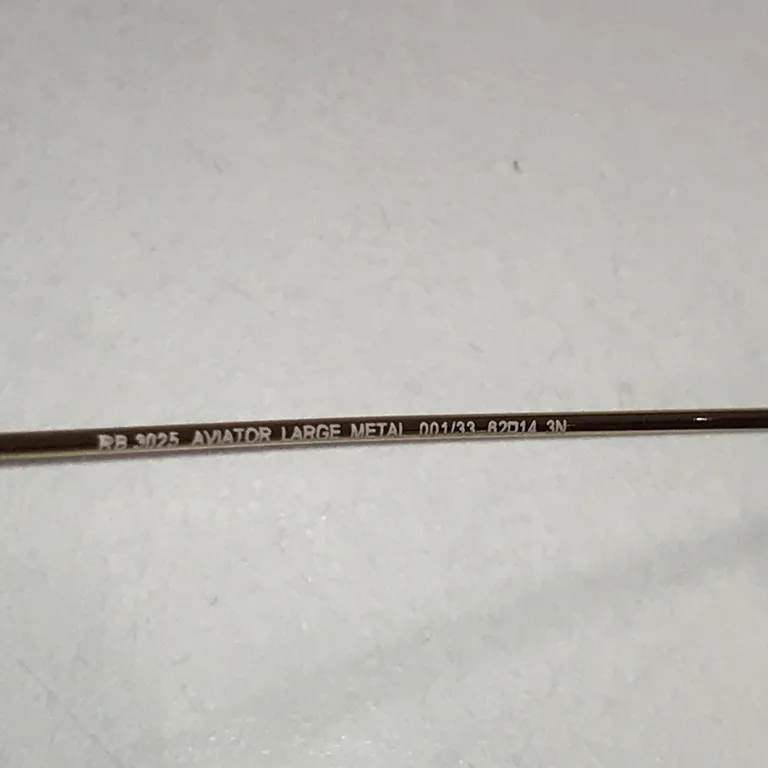 RB 3025 AVIATOR LARGE METAL 001/33 62□14 3N